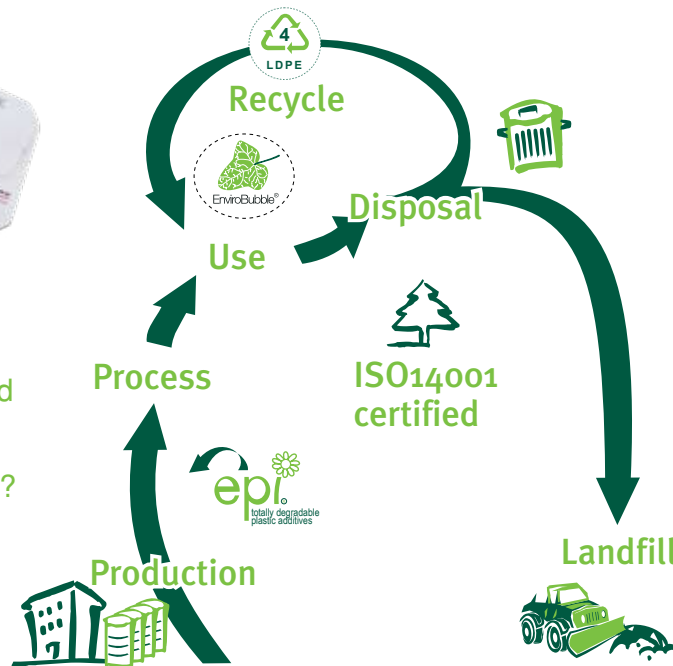 4
LDPE
Recycle
EnviroBubble®
Disposal
Use
Process
ISO14001
certified
d
?
epi
totally degradable
plastic additives
Production
Landfill